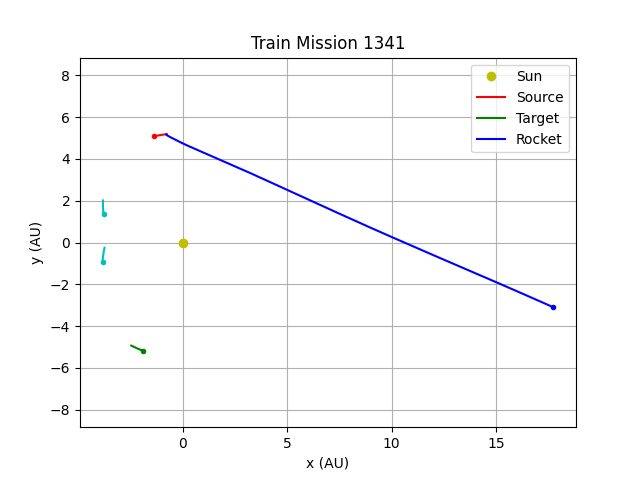 Train Mission 1341
Sun
Source
Target
Rocket
8
6
4
2
0
−2
−4
−6
−8
y (AU)
0
5
10
15
x (AU)